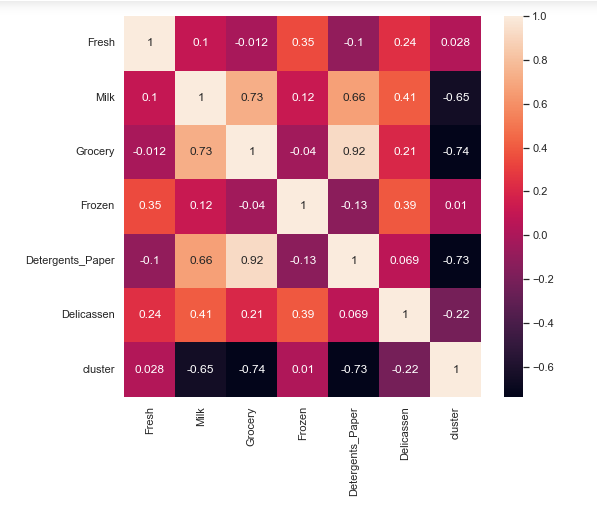 1.0
Fresh 1 0.1 -0.012 0.35 -0.1 0.24 0.028
0.8
Milk 0.1 1 0.73 0.12 0.66 0.41 -0.65
0.6
Grocery -0.012 0.73 1 -0.04 0.92 0.21 -0.74
0.4
Frozen 0.35 0.12 -0.04 1 -0.13 0.39 0.01
0.2
0.0
Detergents_Paper -0.1 0.66 0.92 -0.13 1 0.069 -0.73
-0.2
Delicassen 0.24 0.41 0.21 0.39 0.069 1 -0.22
-0.4
cluster 0.028 -0.65 -0.74 0.01 -0.73 -0.22 1
-0.6
Fresh
Milk
Grocery
Frozen
Detergents_Paper
Delicassen
cluster